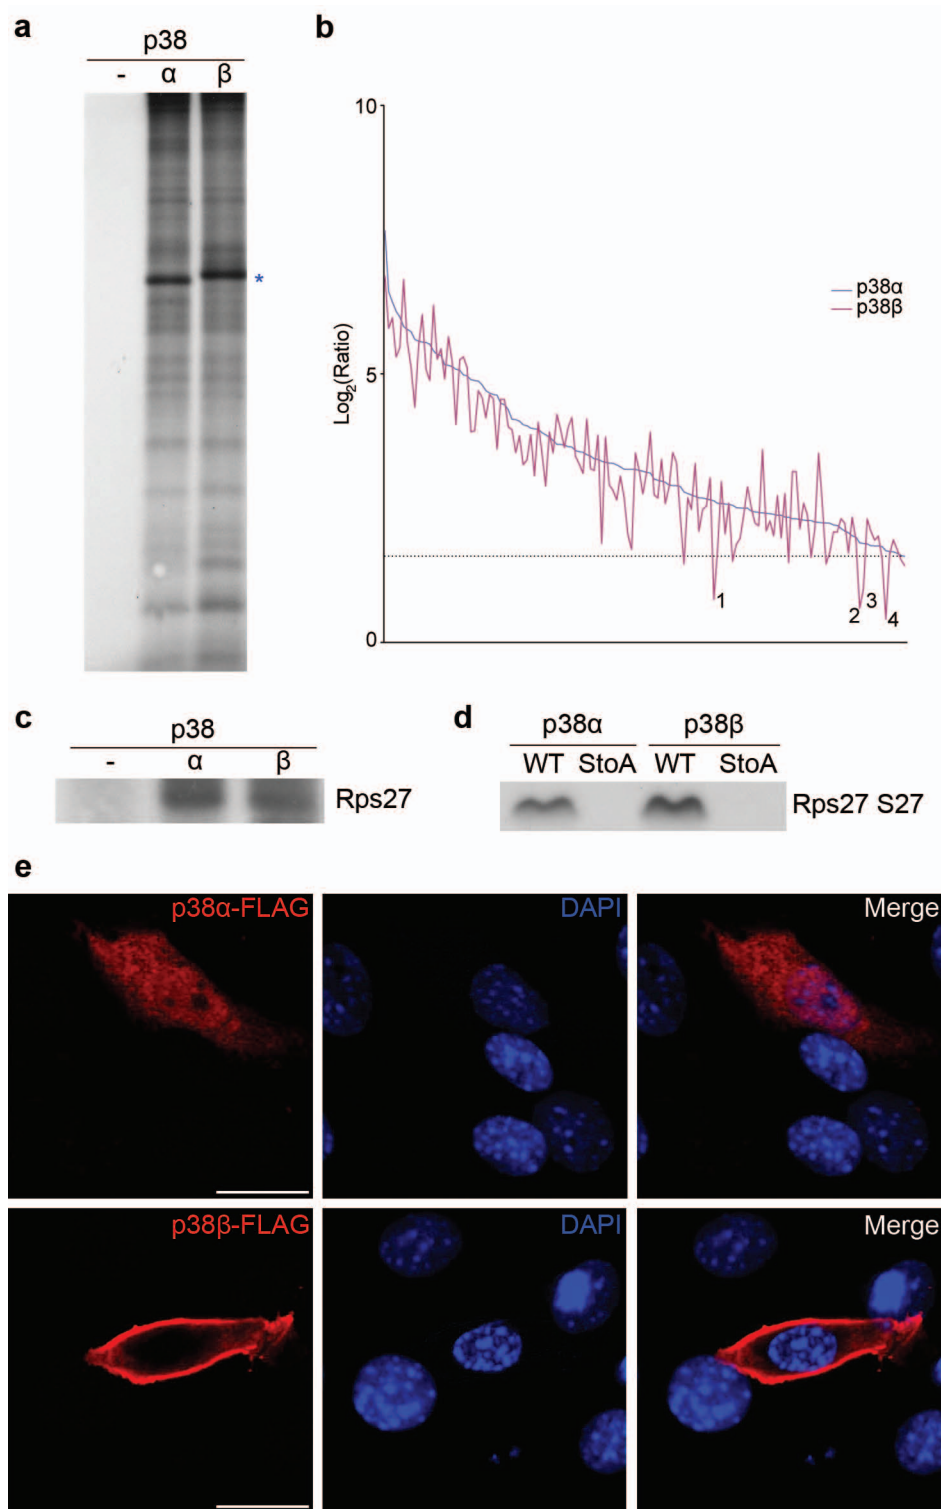 a
p38
- α β
*
b
10
5
0
Log2(Ratio)
p38α
p38β
1
2
3
4
c
p38
- α β
Rps27
d
p38α p38β
WT StoA WT StoA
Rps27 S27
e
p38α-FLAG DAPI Merge
p38β-FLAG DAPI Merge